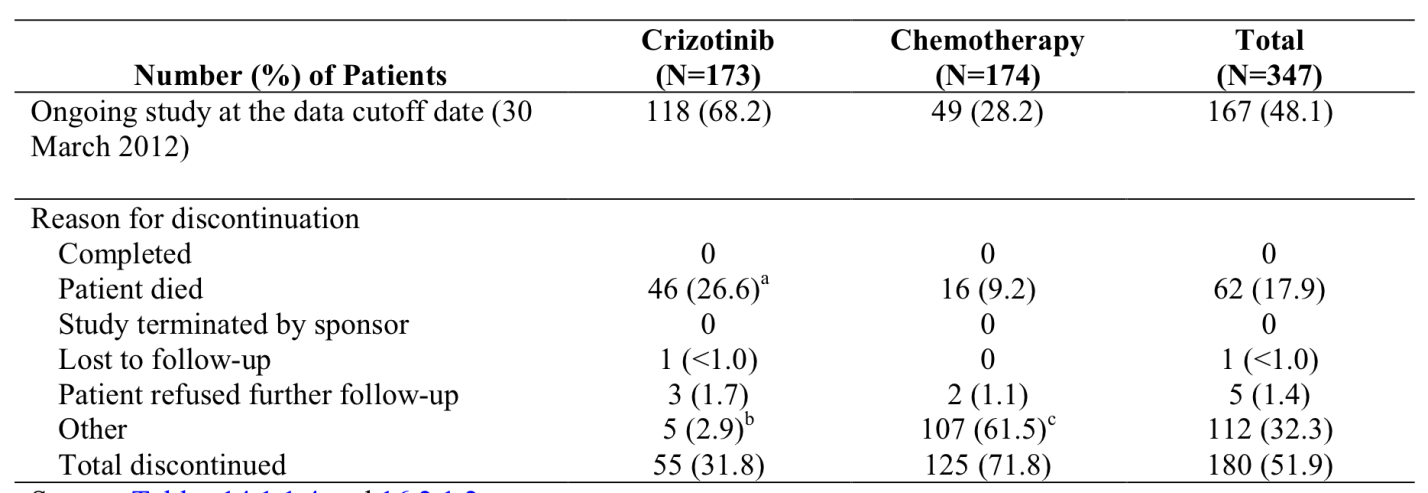 Crizotinib Chemotherapy Total
Number (%) of Patients (N=173) (N=174) (N=347)
Ongoing study at the data cutoff date (30 118 (68.2) 49 (28.2) 167 (48.1)
March 2012)
Reason for discontinuation
Completed 0 0 0
Patient died 46 (26.6)a 16 (9.2) 62 (17.9)
Study terminated by sponsor 0 0 0
Lost to follow-up 1 (<1.0) 0 1 (<1.0)
Patient refused further follow-up 3 (1.7) 2 (1.1) 5 (1.4)
Other 5 (2.9)b 107 (61.5)c 112 (32.3)
Total discontinued 55 (31.8) 125 (71.8) 180 (51.9)